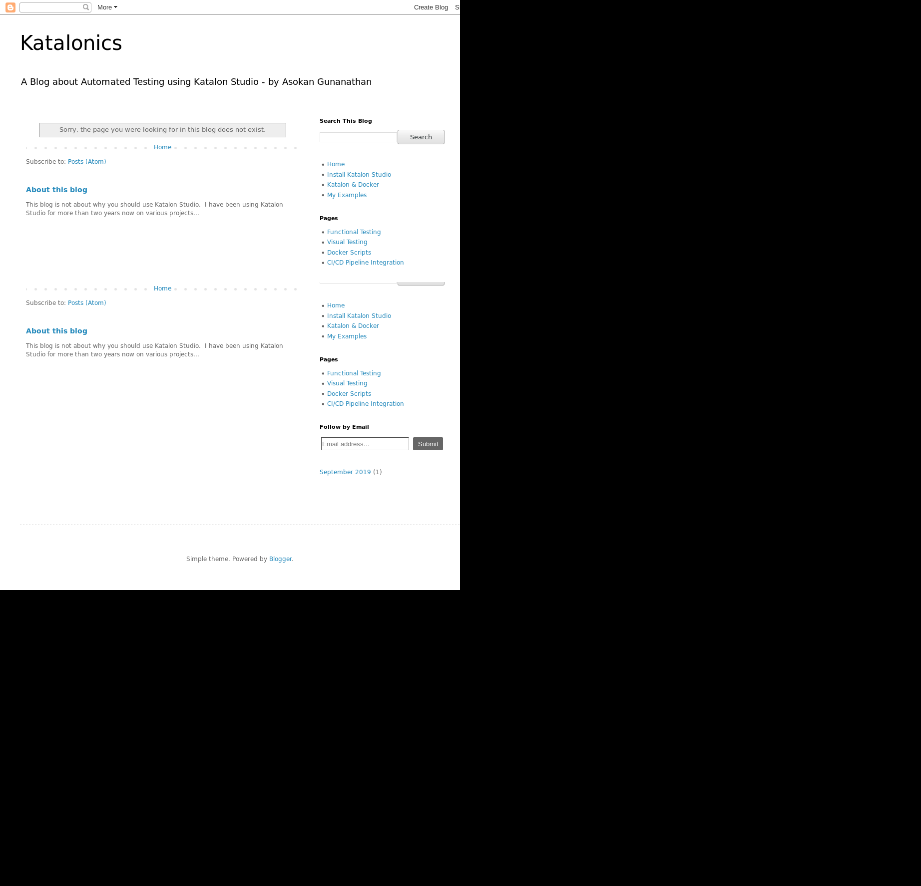 More
Create Blog
Katalonics
A Blog about Automated Testing using Katalon Studio - by Asokan Gunanathan
Sorry, the page you were looking for in this blog does not exist.
Home
Subscribe to: Posts (Atom)
About this blog
This blog is not about why you should use Katalon Studio.  I have been using Katalon
Studio for more than two years now on various projects...
Search This Blog
Search
Home
Install Katalon Studio
Katalon & Docker
My Examples
Pages
Functional Testing
Visual Testing
Docker Scripts
CI/CD Pipeline Integration
Home
Subscribe to: Posts (Atom)
About this blog
This blog is not about why you should use Katalon Studio.  I have been using Katalon
Studio for more than two years now on various projects...
Home
Install Katalon Studio
Katalon & Docker
My Examples
Pages
Functional Testing
Visual Testing
Docker Scripts
CI/CD Pipeline Integration
Follow by Email
Email address...
Submit
September 2019 (1)
Simple theme. Powered by Blogger.